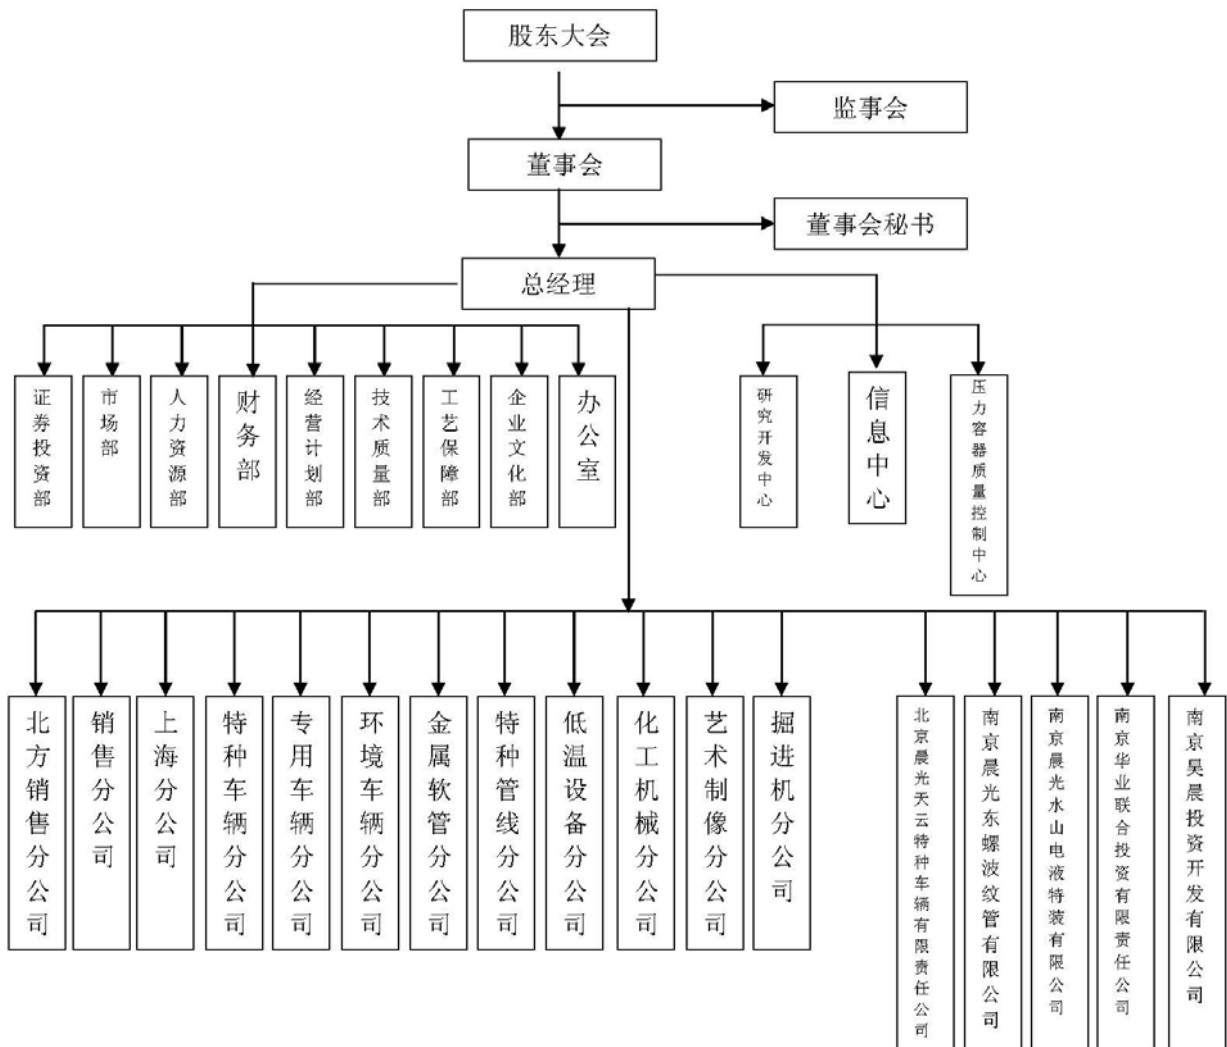 股东大会
监事会
董事会
董事会秘书
总经理
证券投资部
市场部
人力资源部
财务部
经营计划部
技术质量部
工艺保障部
企业文化部
办公室
研究开发中心
信息中心
压力容器质量控制中心
北方销售分公司
销售分公司
上海分公司
特种车辆分公司
专用车辆分公司
环境车辆分公司
金属软管分公司
特种管线分公司
低温设备分公司
化工机械分公司
艺术制像分公司
掘进机分公司
北京晨光天云特种车辆有限责任公司
南京晨光东螺波纹管有限公司
南京晨光水山电液特装有限公司
南京华业联合投资有限责任公司
南京昊晨投资开发有限公司